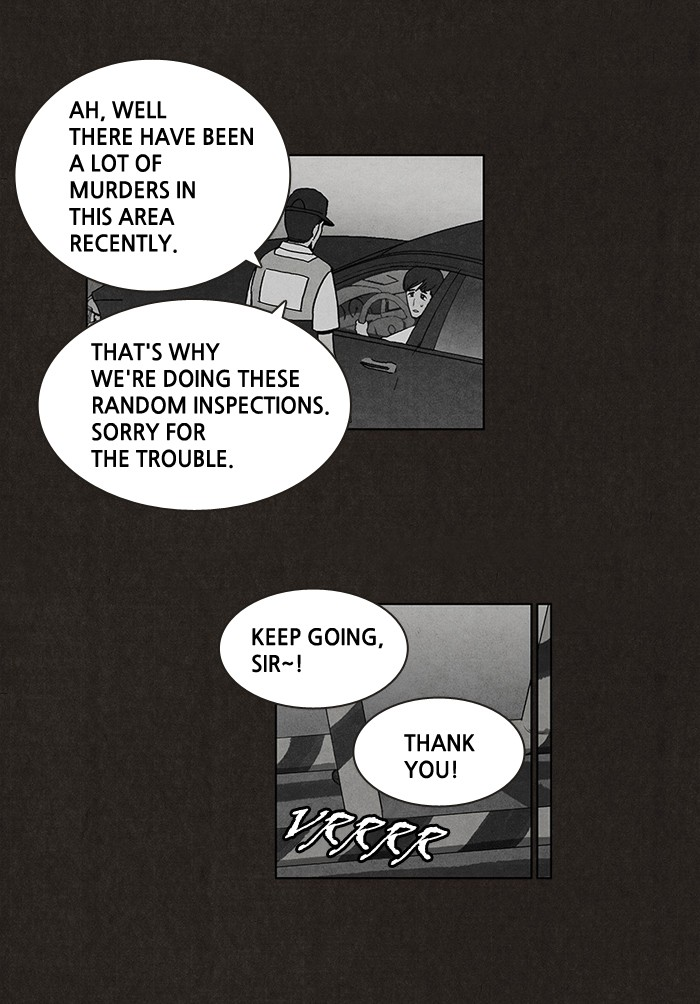 AH, WELL
THERE HAVE BEEN
A LOT OF
MURDERS IN
THIS AREA
RECENTLY.
THAT'S WHY
WE'RE DOING THESE
RANDOM INSPECTIONS.
SORRY FOR
THE TROUBLE.
KEEP GOING,
SIR~!
THANK
YOU!
VRRRR